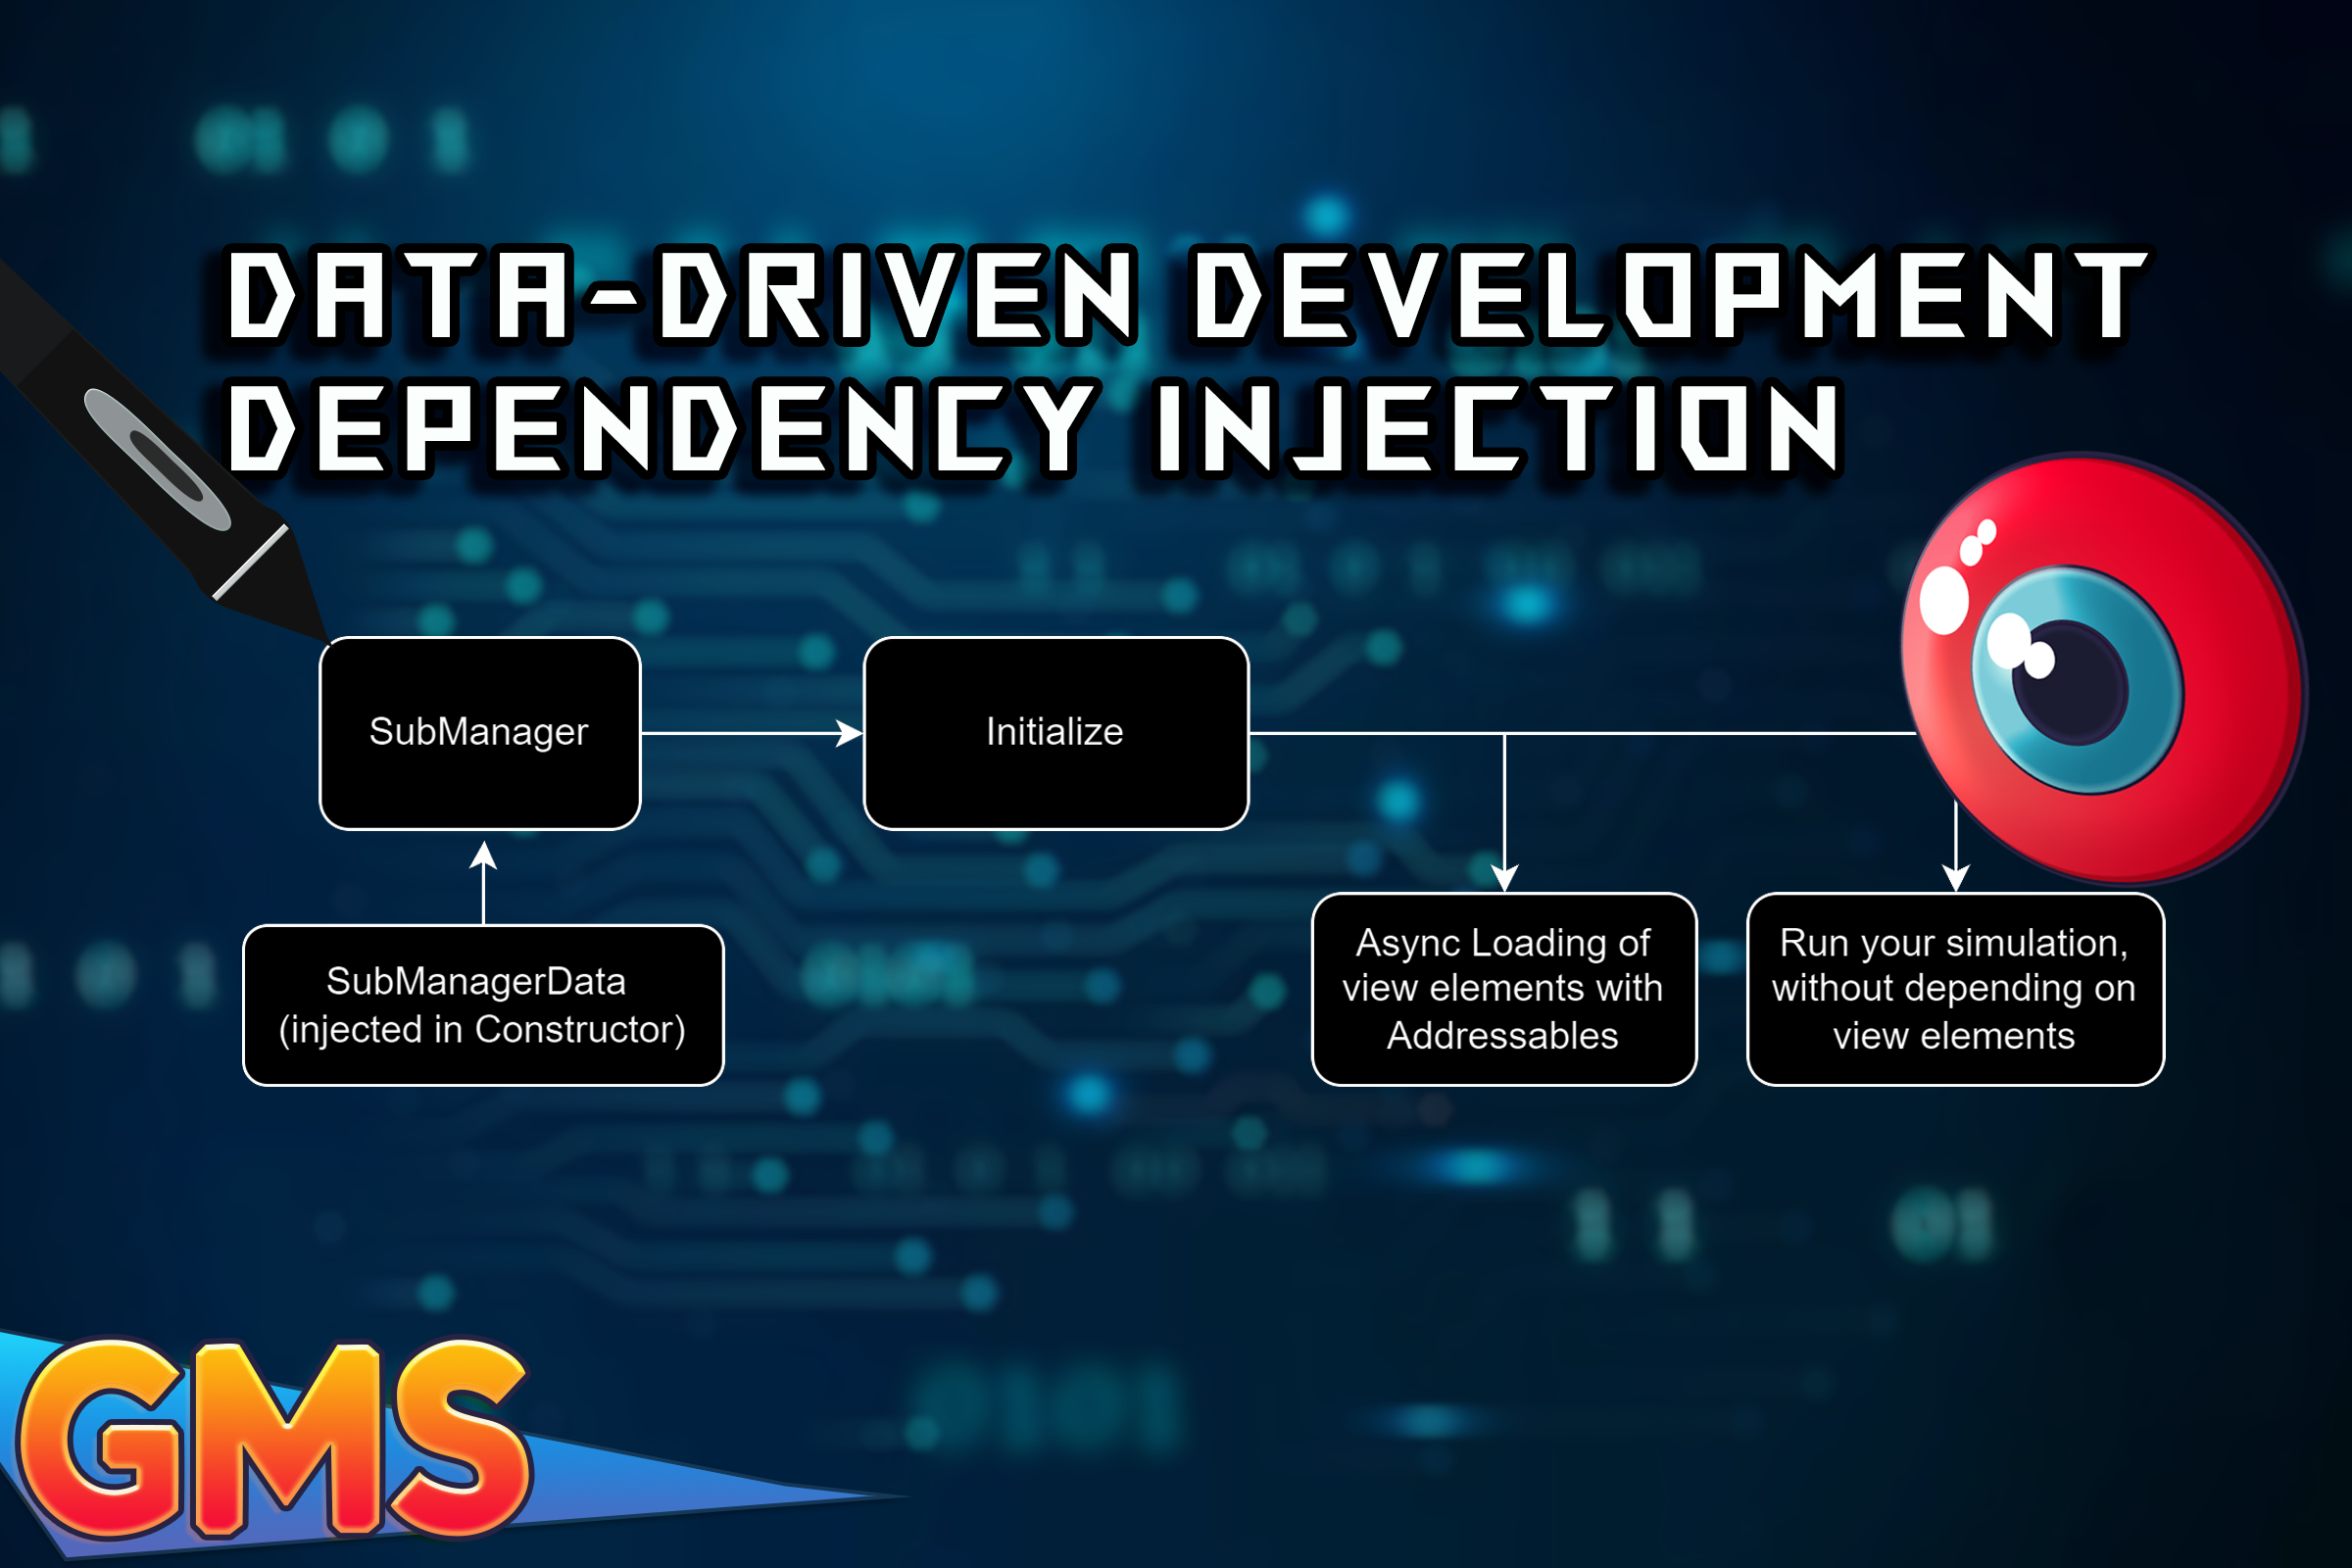 DATA-DRIVEN DEVELOPMENT
DEPENDENCY INJECTION
SubManager
Initialize
SubManagerData
(injected in Constructor)
Async Loading of
view elements with
Addressables
Run your simulation,
without depending on
view elements
GMS